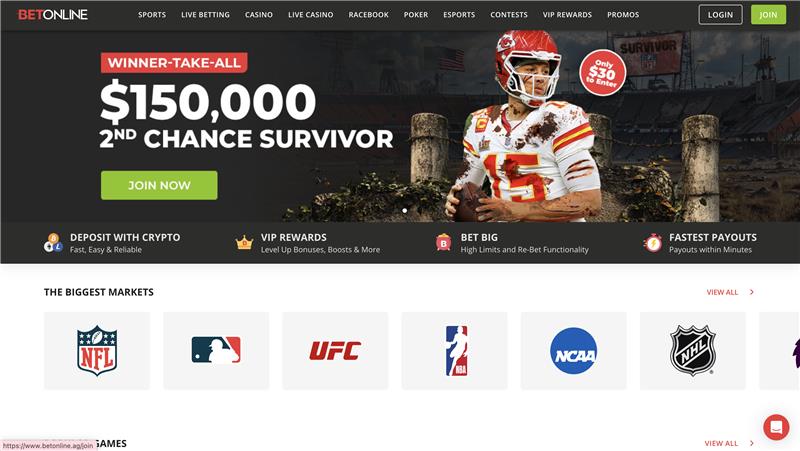 BETONLINE
SPORTS LIVE BETTING CASINO LIVE CASINO RACEBOOK POKER ESPORTS CONTESTS VIP REWARDS PROMOS
LOGIN
JOIN
WINNER-TAKE-ALL
$150,000
2ND CHANCE SURVIVOR
JOIN NOW
SURVIVOR
Only
$30
to Enter
15
DEPOSIT WITH CRYPTO
Fast, Easy & Reliable
VIP REWARDS
Level Up Bonuses, Boosts & More
BET BIG
High Limits and Re-Bet Functionality
FASTEST PAYOUTS
Payouts within Minutes
THE BIGGEST MARKETS
VIEW ALL
NFL
UFC
NBA
NCAA
NHL
GAMES
VIEW ALL
https://www.betonline.ag/join